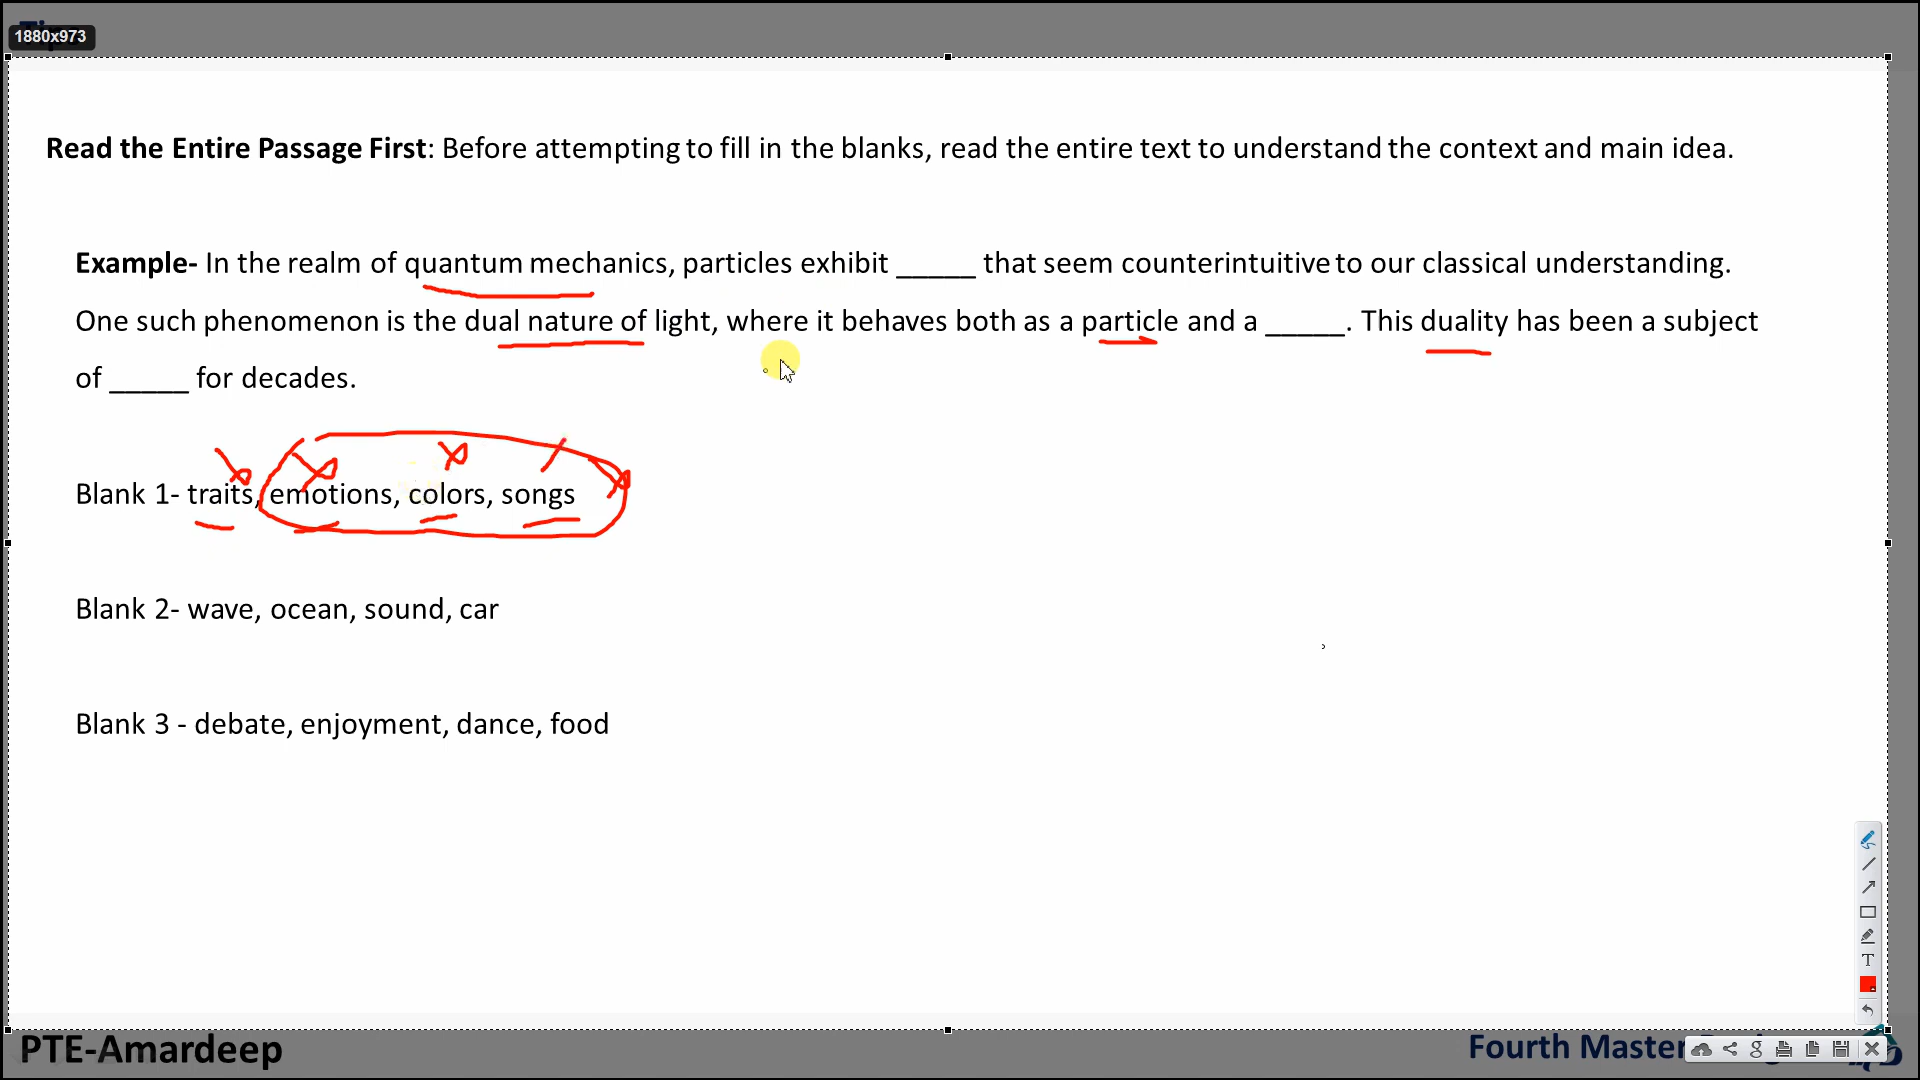 Tips
1880x973
Read the Entire Passage First: Before attempting to fill in the blanks, read the entire text to understand the context and main idea.
Example- In the realm of quantum mechanics, particles exhibit _____ that seem counterintuitive to our classical understanding.
One such phenomenon is the dual nature of light, where it behaves both as a particle and a _____. This duality has been a subject
of _____ for decades.
Blank 1- traits, emotions, colors, songs
Blank 2- wave, ocean, sound, car
Blank 3 - debate, enjoyment, dance, food
PTE-Amardeep
Fourth Master